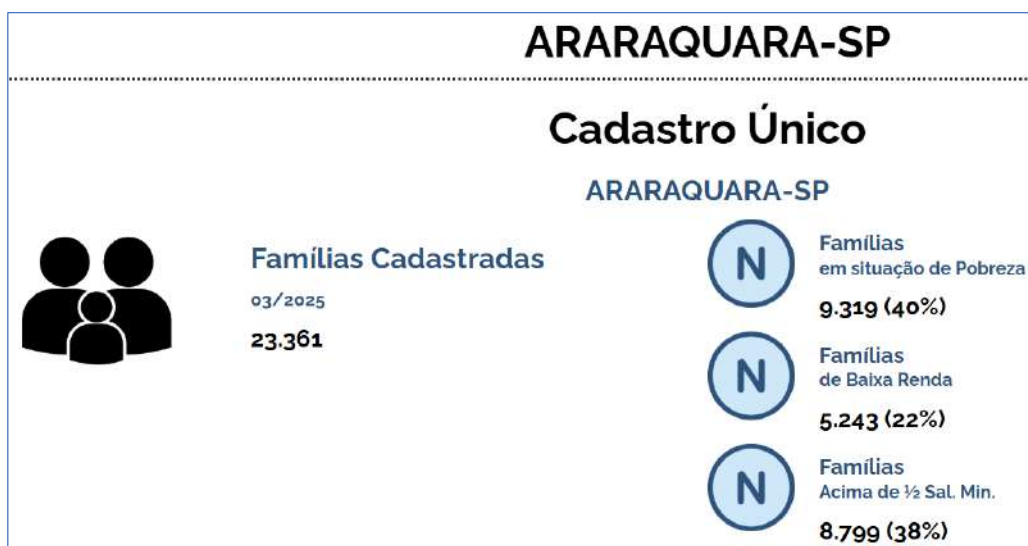 ARARAQUARA-SP
Cadastro Único
ARARAQUARA-SP
Famílias Cadastradas
03/2025
23.361
N
Famílias
em situação de Pobreza
9.319 (40%)
N
Famílias
de Baixa Renda
5.243 (22%)
N
Famílias
Acima de ½ Sal. Min.
8.799 (38%)